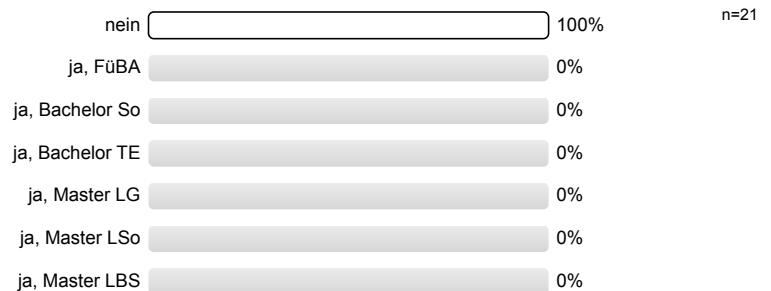 nein 100% n=21
ja, FüBA 0%
ja, Bachelor So 0%
ja, Bachelor TE 0%
ja, Master LG 0%
ja, Master LSo 0%
ja, Master LBS 0%